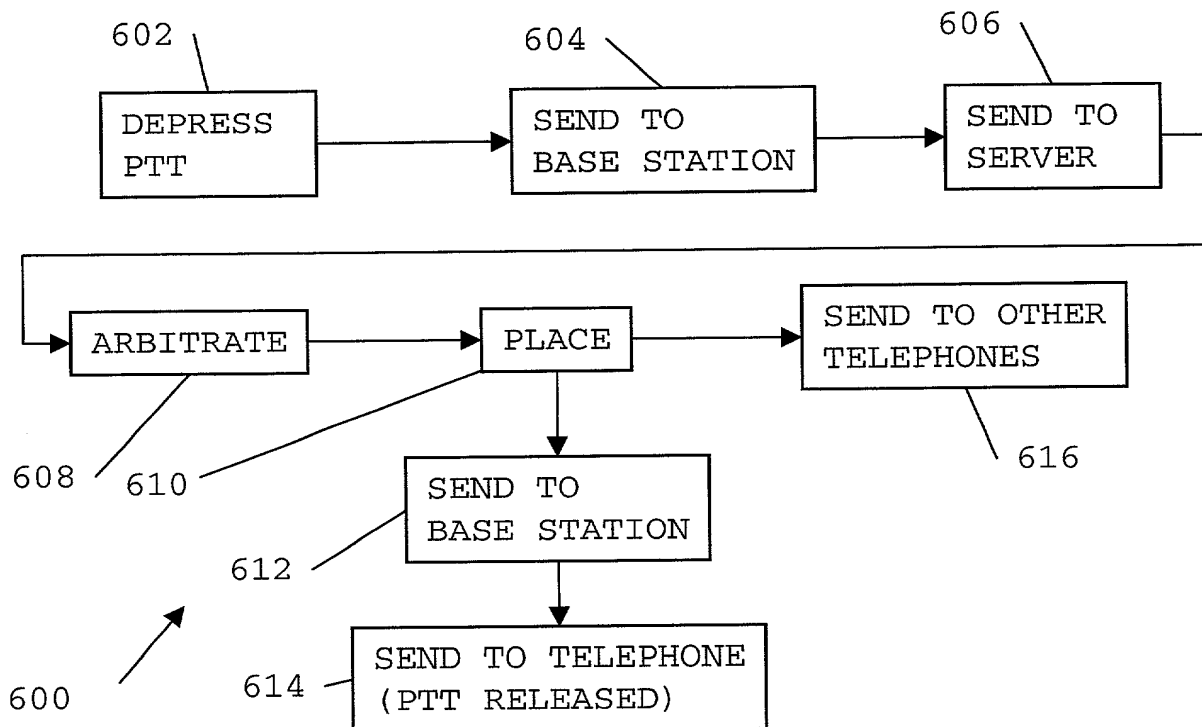 602
604
606
DEPRESS
PTT
SEND TO
BASE STATION
SEND TO
SERVER
ARBITRATE
PLACE
SEND TO OTHER
TELEPHONES
608
610
616
SEND TO
BASE STATION
612
SEND TO TELEPHONE
(PTT RELEASED)
600
614